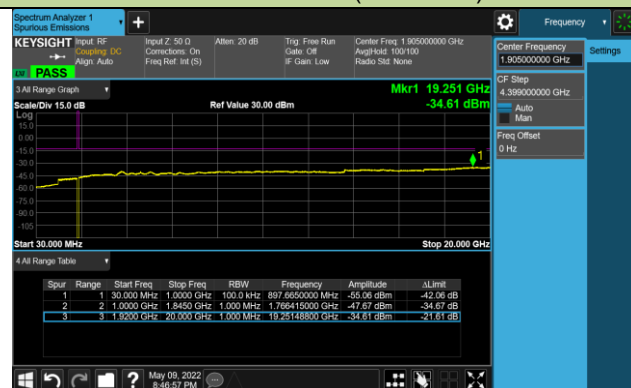 Spectrum Analyzer 1
Spurious Emissions
Frequency
KEYSIGHT
Input: RF
Coupling: DC
Align: Auto
Input Z: 50 Ω
Corrections: On
Freq Ref: Int (S)
Atten: 20 dB
Trig: Free Run
Gate: Off
IF Gain: Low
Center Freq: 1.905000000 GHz
Avg|Hold: 100/100
Radio Std: None
PASS
Center Frequency
1.905000000 GHz
Settings
CF Step
4.399000000 GHz
Auto
Man
Freq Offset
0 Hz
3 All Range Graph
Mkr1 19.251 GHz
Scale/Div 15.0 dB
Ref Value 30.00 dBm
-34.61 dBm
Log
15.0
0.00
-15.0
-30.0
-45.0
-60.0
-75.0
-90.0
-105
1
Start 30.000 MHz
Stop 20.000 GHz
4 All Range Table
Spur Range Start Freq Stop Freq RBW Frequency Amplitude ΔLimit
1 1 30.000 MHz 1.0000 GHz 100.0 kHz 897.6650000 MHz -55.06 dBm -42.06 dB
2 2 1.0000 GHz 1.8450 GHz 1.000 MHz 1.766415000 GHz -47.67 dBm -34.67 dB
3 3 1.9200 GHz 20.000 GHz 1.000 MHz 19.25148800 GHz -34.61 dBm -21.61 dB
May 09, 2022
8:46:57 PM